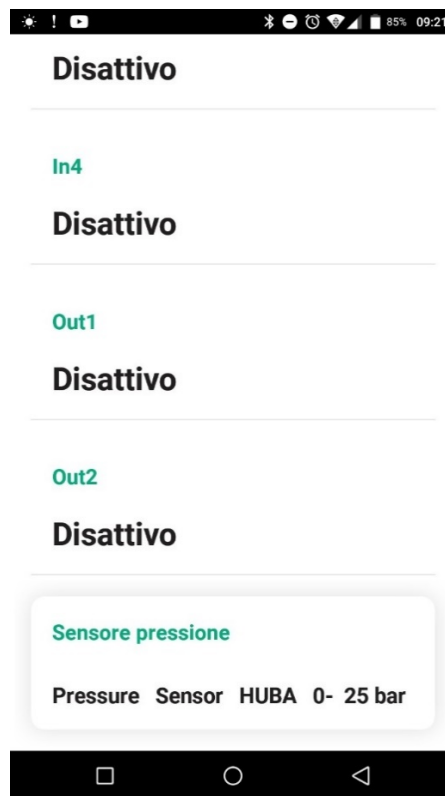 85% 09:21
Disattivo
In4
Disattivo
Out1
Disattivo
Out2
Disattivo
Sensore pressione
Pressure Sensor HUBA 0- 25 bar